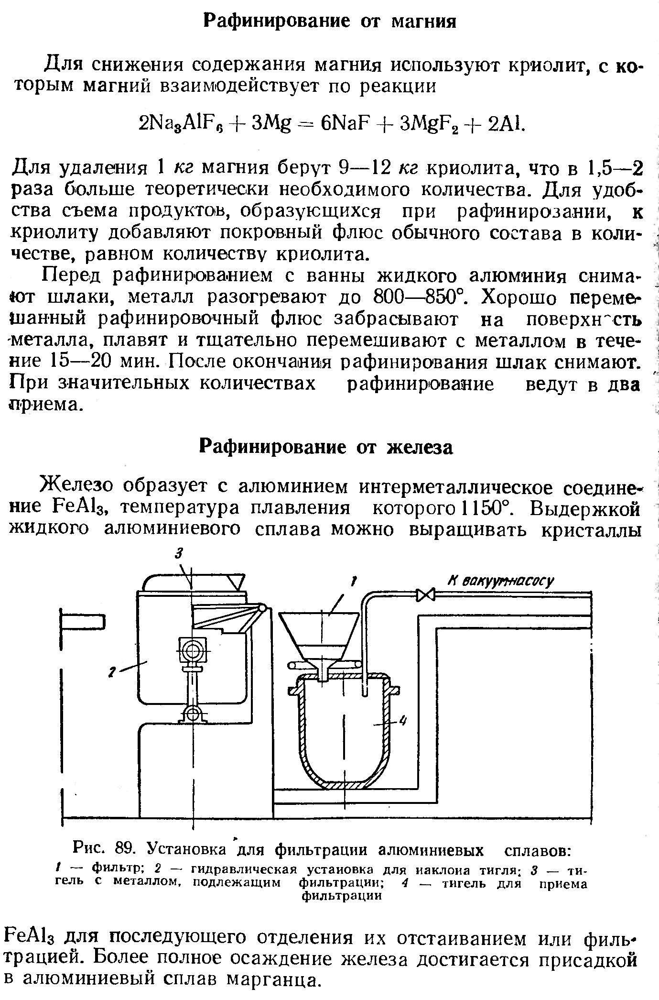 Рафинирование от магния
Для снижения содержания магния используют криолит, с ко-
торым магний взаимодействует по реакции
2Na₃AlF₆ + 3Mg = 6NaF + 3MgF₂ + 2Al.
Для удаления 1 кг магния берут 9—12 кг криолита, что в 1,5—2
раза больше теоретически необходимого количества. Для удоб-
ства съема продуктов, образующихся при рафинировании, к
криолиту добавляют покровный флюс обычного состава в коли-
честве, равном количеству криолита.
Перед рафинированием с ванны жидкого алюминия снима-
ют шлаки, металл разогревают до 800—850°. Хорошо переме-
шанный рафинировочный флюс забрасывают на поверхность
металла, плавят и тщательно перемешивают с металлом в тече-
ние 15—20 мин. После окончания рафинирования шлак снимают.
При значительных количествах рафинирование ведут в два
приема.
Рафинирование от железа
Железо образует с алюминием интерметаллическое соедине-
ние FeAl₃, температура плавления которого 1150°. Выдержкой
жидкого алюминиевого сплава можно выращивать кристаллы
3
1
К вакуумнасосу
2
4
Рис. 89. Установка для фильтрации алюминиевых сплавов:
1 — фильтр; 2 — гидравлическая установка для наклона тигля; 3 — ти-
гель с металлом, подлежащим фильтрации; 4 — тигель для приема
фильтрации
FeAl₃ для последующего отделения их отстаиванием или филь-
трацией. Более полное осаждение железа достигается присадкой
в алюминиевый сплав марганца.